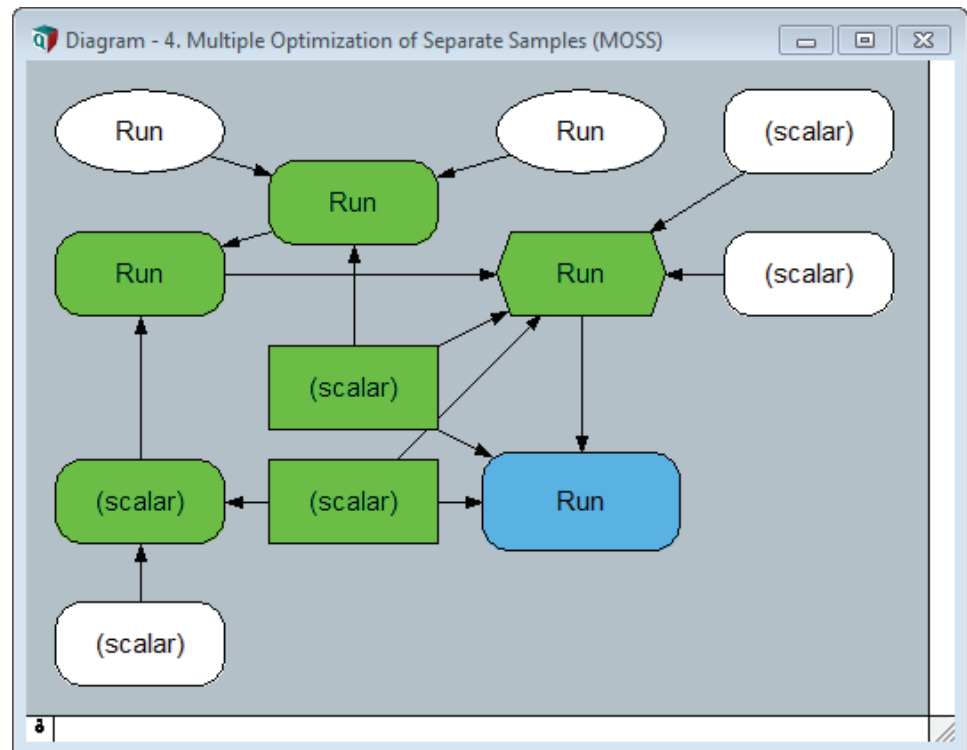 Diagram - 4. Multiple Optimization of Separate Samples (MOSS)
Run
Run
(scalar)
Run
Run
Run
(scalar)
(scalar)
(scalar)
(scalar)
Run
(scalar)